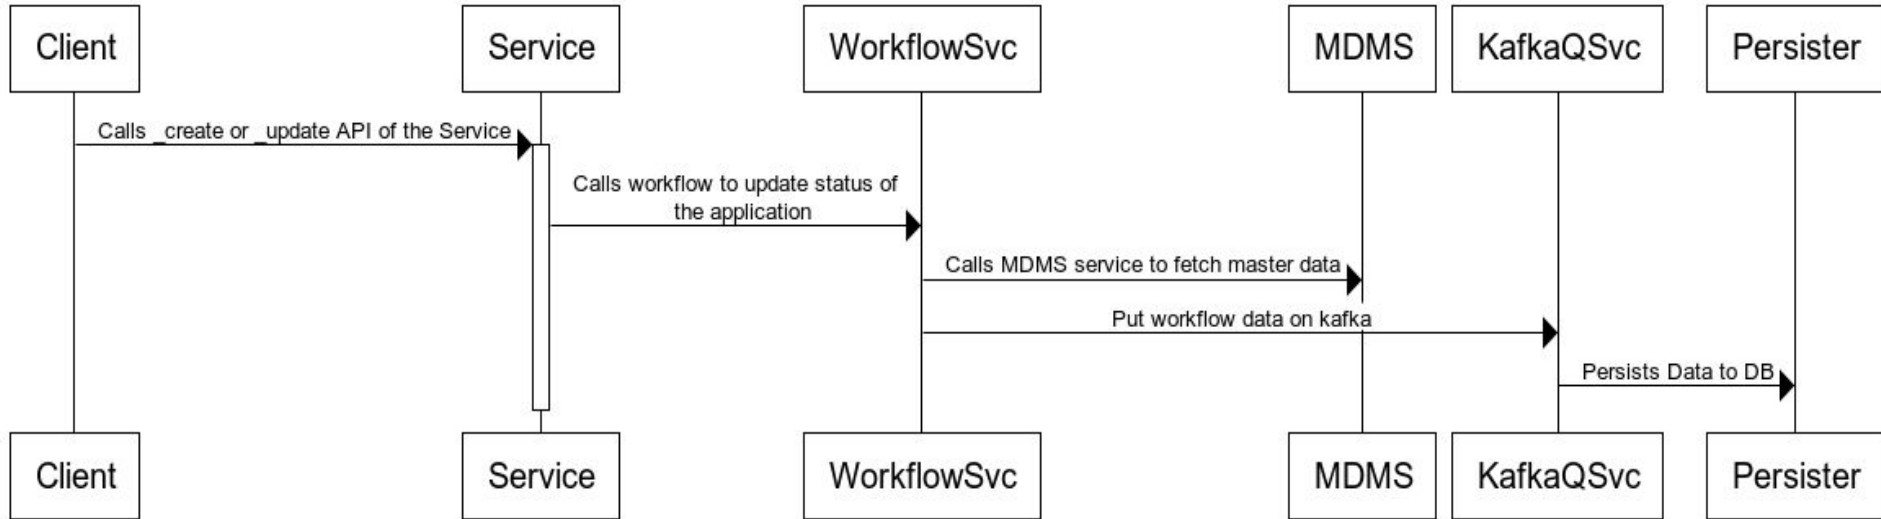 Client
Service
WorkflowSvc
MDMS
KafkaQSvc
Persister
Calls _create or _update API of the Service
Calls workflow to update status of
the application
Calls MDMS service to fetch master data
Put workflow data on kafka
Persists Data to DB
Client
Service
WorkflowSvc
MDMS
KafkaQSvc
Persister